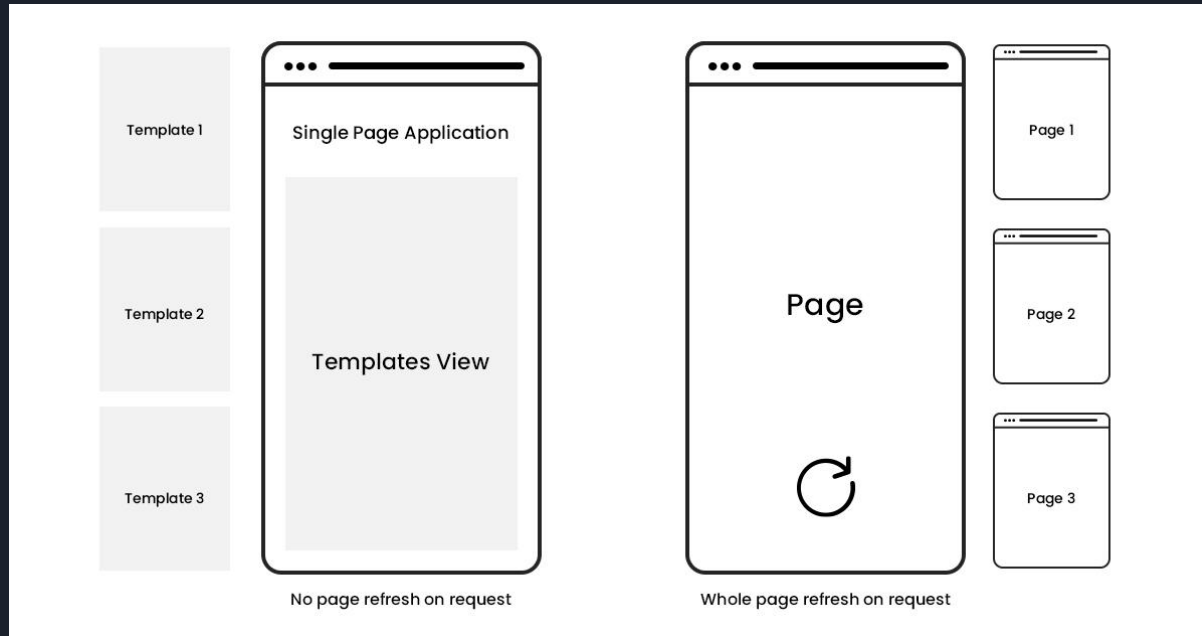 Template 1
Template 2
Template 3
Single Page Application
Templates View
No page refresh on request
Page
Whole page refresh on request
Page 1
Page 2
Page 3